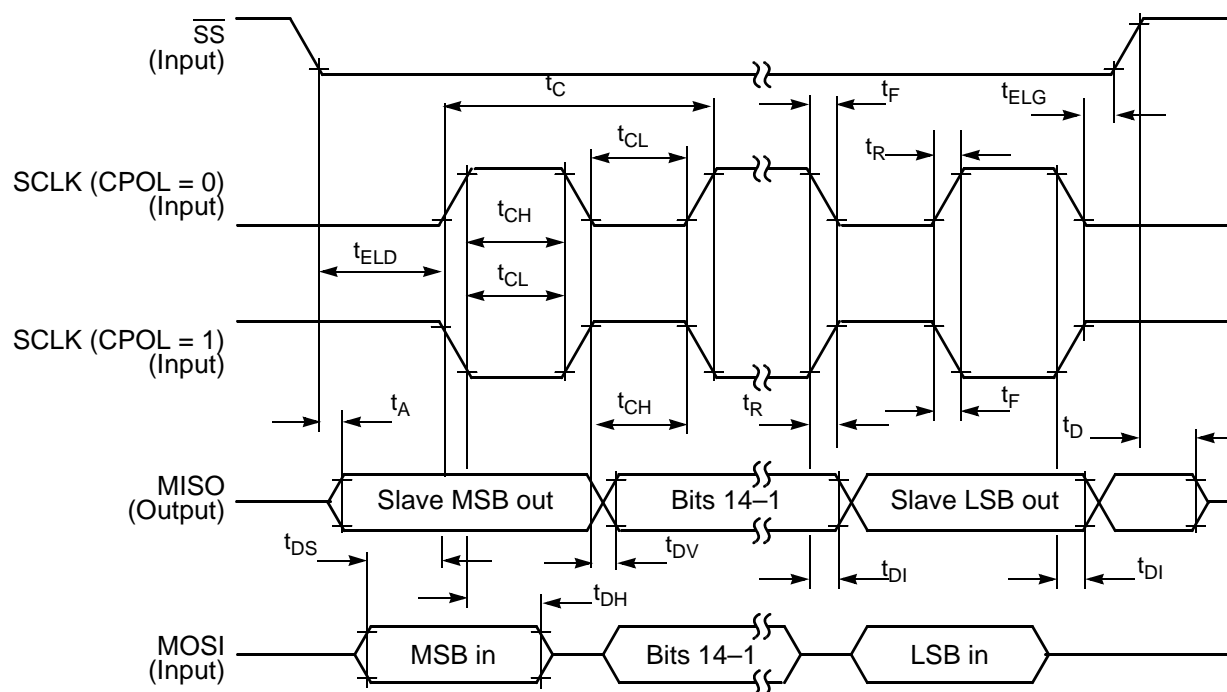 SS
(Input)
tC
tF
tELG
tCL
tR
SCLK (CPOL = 0)
(Input)
tCH
tELD
tCL
SCLK (CPOL = 1)
(Input)
tA
tCH
tR
tF
tD
MISO
(Output)
Slave MSB out
Bits 14–1
Slave LSB out
tDS
tDV
tDI
tDI
tDH
MOSI
(Input)
MSB in
Bits 14–1
LSB in